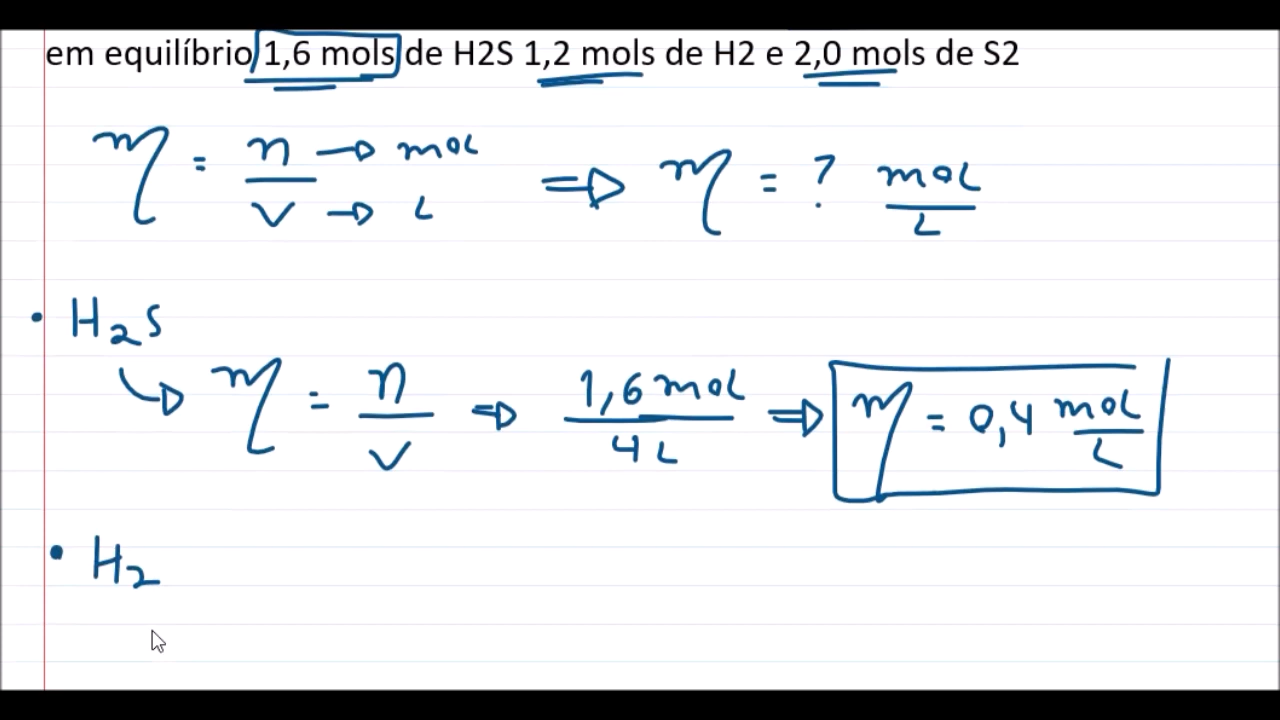 em equilíbrio 1,6 mols de H2S 1,2 mols de H2 e 2,0 mols de S2
m = n → mol ⇒ m = ? mol
V → L L
• H2S
m = n ⇒ 1,6 mol ⇒ m = 0,4 mol
V 4L L
• H2